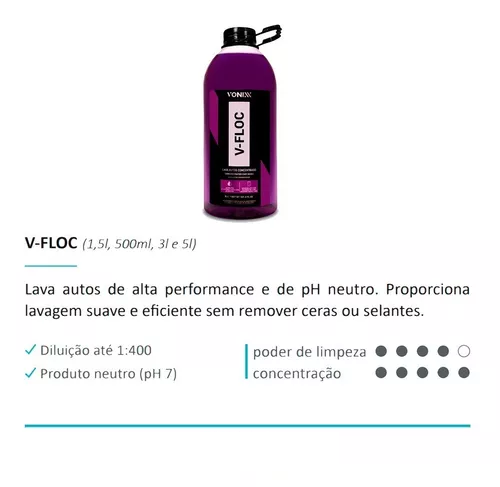 VONIXX
V-FLOC
V-FLOC (1,5l, 500ml, 3l e 5l)
Lava autos de alta performance e de pH neutro. Proporciona
lavagem suave e eficiente sem remover ceras ou selantes.
✓ Diluição até 1:400
✓ Produto neutro (pH 7)
poder de limpeza
concentração